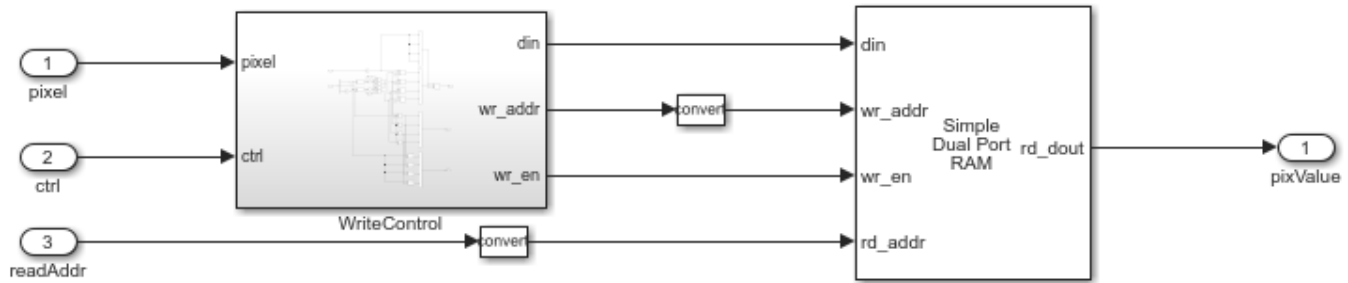 1
pixel
2
ctrl
3
readAddr
pixel
ctrl
din
wr_addr
wr_en
WriteControl
convert
convert
din
wr_addr
wr_en
rd_addr
Simple
Dual Port
RAM
rd_dout
1
pixValue